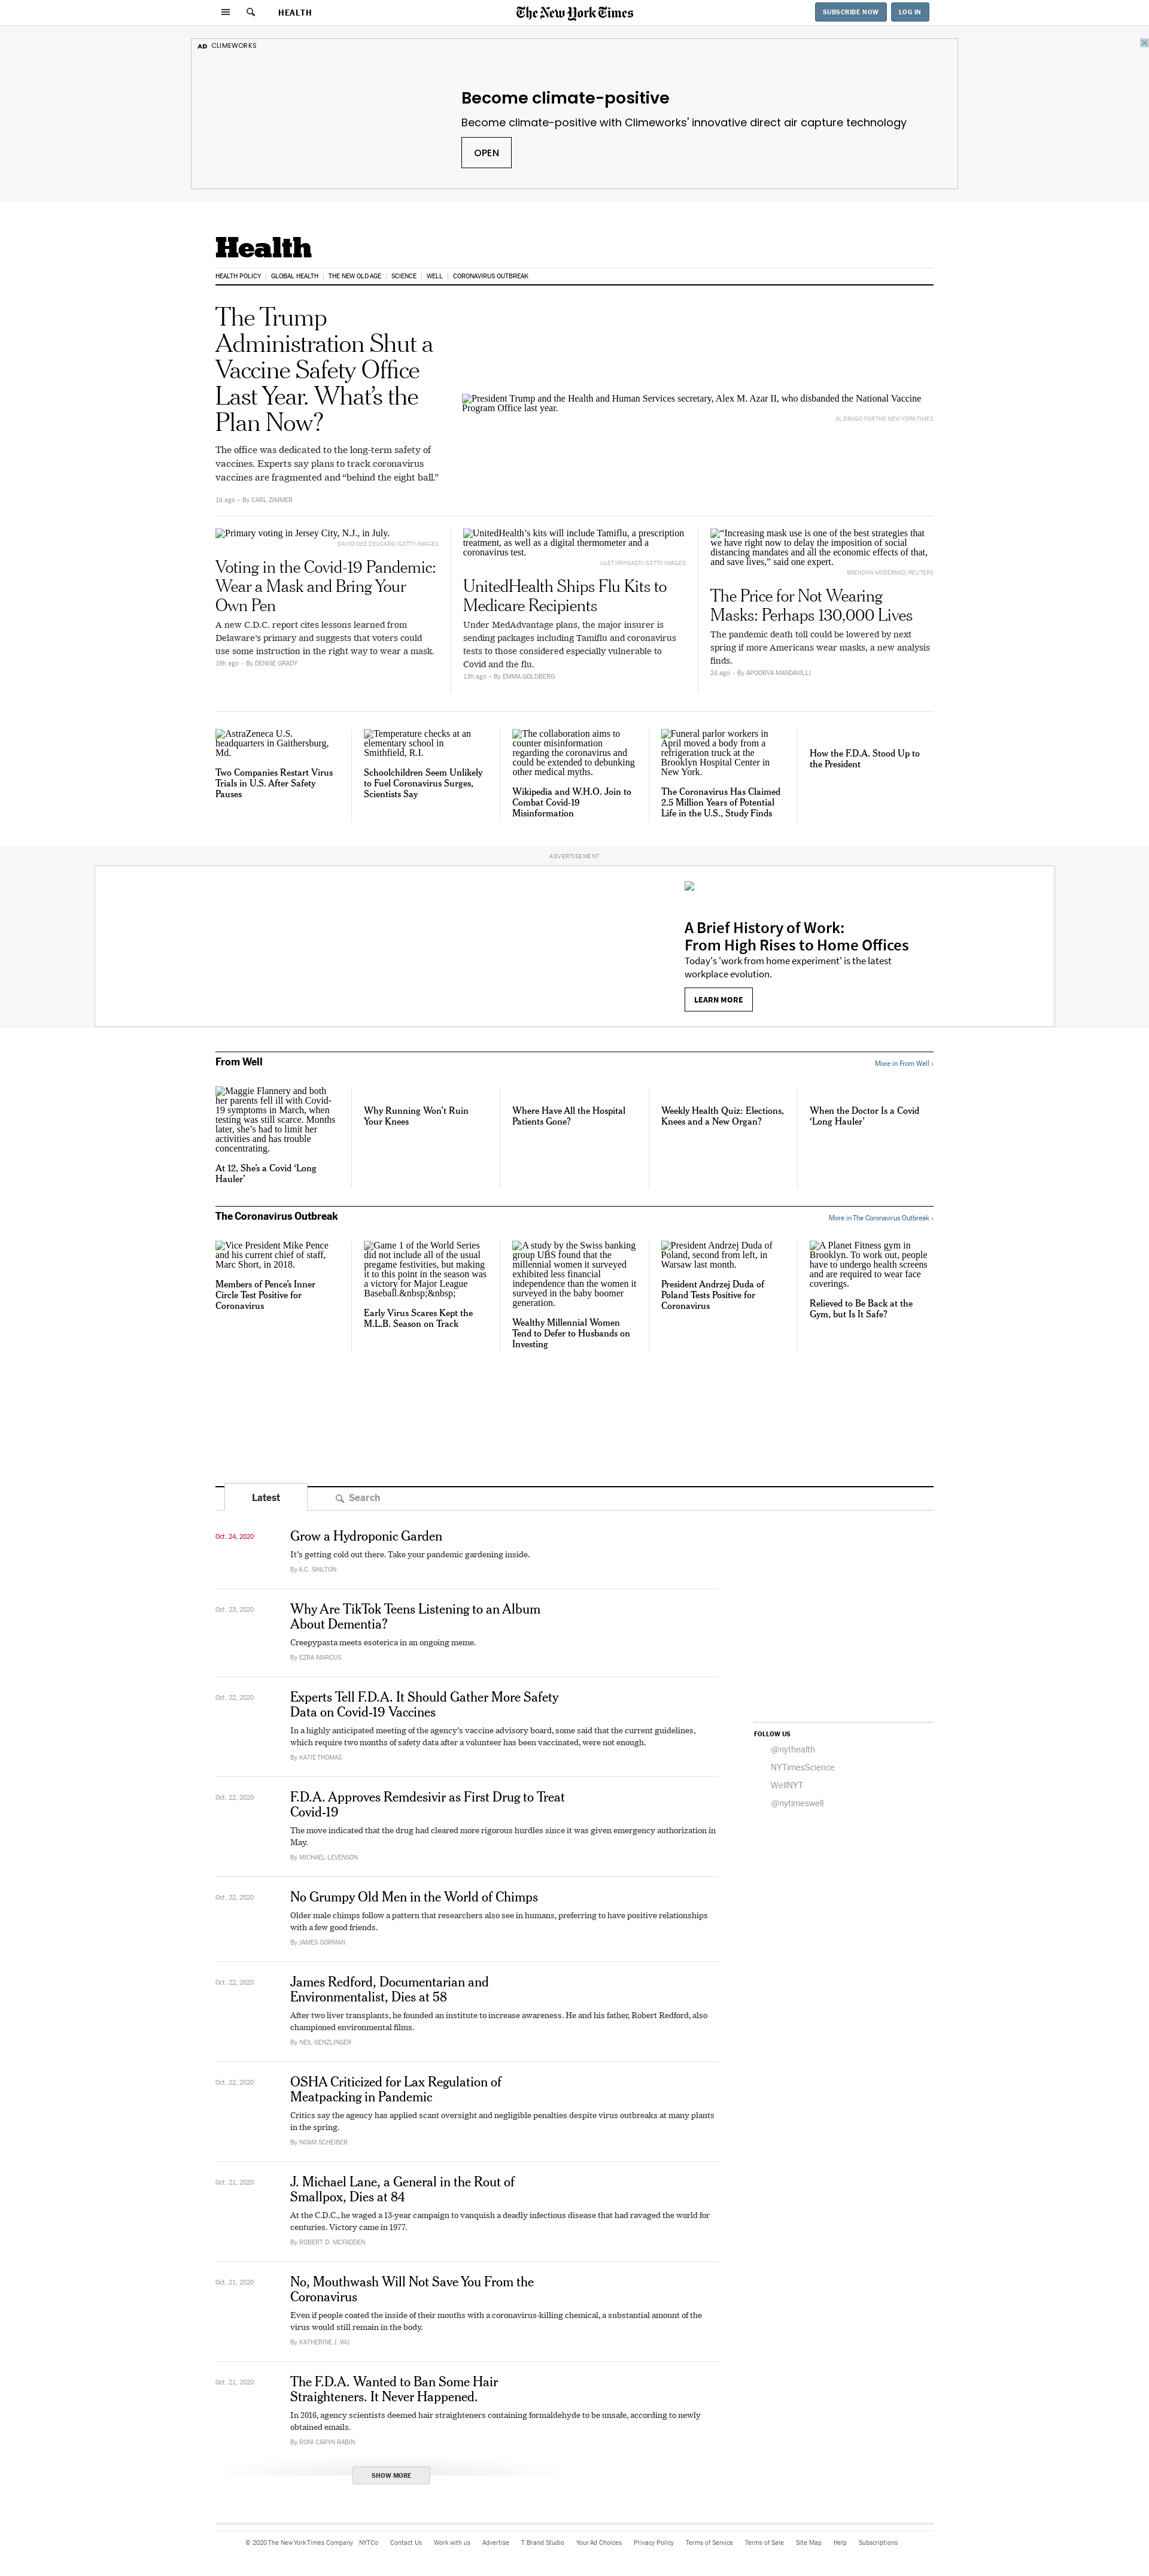 HEALTH
The New York Times
SUBSCRIBE NOW
LOG IN
AD CLIMEWORKS
Become climate-positive
Become climate-positive with Climeworks' innovative direct air capture technology
OPEN
Health
HEALTH POLICY
GLOBAL HEALTH
THE NEW OLD AGE
SCIENCE
WELL
CORONAVIRUS OUTBREAK
The Trump
Administration Shut a
Vaccine Safety Office
Last Year. What’s the
Plan Now?
The office was dedicated to the long-term safety of
vaccines. Experts say plans to track coronavirus
vaccines are fragmented and “behind the eight ball.”
1d ago • By CARL ZIMMER
President Trump and the Health and Human Services secretary, Alex M. Azar II, who disbanded the National Vaccine
Program Office last year.
AL DRAGO FOR THE NEW YORK TIMES
Primary voting in Jersey City, N.J., in July.
DAVID DEE DELGADO/GETTY IMAGES
Voting in the Covid-19 Pandemic:
Wear a Mask and Bring Your
Own Pen
A new C.D.C. report cites lessons learned from
Delaware’s primary and suggests that voters could
use some instruction in the right way to wear a mask.
19h ago • By DENISE GRADY
UnitedHealth’s kits will include Tamiflu, a prescription
treatment, as well as a digital thermometer and a
coronavirus test.
ULET IFANSASTI/GETTY IMAGES
UnitedHealth Ships Flu Kits to
Medicare Recipients
Under MedAdvantage plans, the major insurer is
sending packages including Tamiflu and coronavirus
tests to those considered especially vulnerable to
Covid and the flu.
13h ago • By EMMA GOLDBERG
“Increasing mask use is one of the best strategies that
we have right now to delay the imposition of social
distancing mandates and all the economic effects of that,
and save lives,” said one expert.
BRENDAN MCDERMID/REUTERS
The Price for Not Wearing
Masks: Perhaps 130,000 Lives
The pandemic death toll could be lowered by next
spring if more Americans wear masks, a new analysis
finds.
2d ago • By APOORVA MANDAVILLI
AstraZeneca U.S.
headquarters in Gaithersburg,
Md.
Two Companies Restart Virus
Trials in U.S. After Safety
Pauses
Temperature checks at an
elementary school in
Smithfield, R.I.
Schoolchildren Seem Unlikely
to Fuel Coronavirus Surges,
Scientists Say
The collaboration aims to
counter misinformation
regarding the coronavirus and
could be extended to debunking
other medical myths.
Wikipedia and W.H.O. Join to
Combat Covid-19
Misinformation
Funeral parlor workers in
April moved a body from a
refrigeration truck at the
Brooklyn Hospital Center in
New York.
The Coronavirus Has Claimed
2.5 Million Years of Potential
Life in the U.S., Study Finds
How the F.D.A. Stood Up to
the President
ADVERTISEMENT
A Brief History of Work:
From High Rises to Home Offices
Today's 'work from home experiment' is the latest
workplace evolution.
LEARN MORE
From Well
More in From Well ›
Maggie Flannery and both
her parents fell ill with Covid-
19 symptoms in March, when
testing was still scarce. Months
later, she’s had to limit her
activities and has trouble
concentrating.
At 12, She’s a Covid ‘Long
Hauler’
Why Running Won’t Ruin
Your Knees
Where Have All the Hospital
Patients Gone?
Weekly Health Quiz: Elections,
Knees and a New Organ?
When the Doctor Is a Covid
‘Long Hauler’
The Coronavirus Outbreak
More in The Coronavirus Outbreak ›
Vice President Mike Pence
and his current chief of staff,
Marc Short, in 2018.
Members of Pence’s Inner
Circle Test Positive for
Coronavirus
Game 1 of the World Series
did not include all of the usual
pregame festivities, but making
it to this point in the season was
a victory for Major League
Baseball.&nbsp;&nbsp;
Early Virus Scares Kept the
M.L.B. Season on Track
A study by the Swiss banking
group UBS found that the
millennial women it surveyed
exhibited less financial
independence than the women it
surveyed in the baby boomer
generation.
Wealthy Millennial Women
Tend to Defer to Husbands on
Investing
President Andrzej Duda of
Poland, second from left, in
Warsaw last month.
President Andrzej Duda of
Poland Tests Positive for
Coronavirus
A Planet Fitness gym in
Brooklyn. To work out, people
have to undergo health screens
and are required to wear face
coverings.
Relieved to Be Back at the
Gym, but Is It Safe?
Latest
Search
Oct. 24, 2020
Grow a Hydroponic Garden
It’s getting cold out there. Take your pandemic gardening inside.
By A.C. SHILTON
Oct. 23, 2020
Why Are TikTok Teens Listening to an Album
About Dementia?
Creepypasta meets esoterica in an ongoing meme.
By EZRA MARCUS
Oct. 22, 2020
Experts Tell F.D.A. It Should Gather More Safety
Data on Covid-19 Vaccines
In a highly anticipated meeting of the agency’s vaccine advisory board, some said that the current guidelines,
which require two months of safety data after a volunteer has been vaccinated, were not enough.
By KATIE THOMAS
Oct. 22, 2020
F.D.A. Approves Remdesivir as First Drug to Treat
Covid-19
The move indicated that the drug had cleared more rigorous hurdles since it was given emergency authorization in
May.
By MICHAEL LEVENSON
Oct. 22, 2020
No Grumpy Old Men in the World of Chimps
Older male chimps follow a pattern that researchers also see in humans, preferring to have positive relationships
with a few good friends.
By JAMES GORMAN
Oct. 22, 2020
James Redford, Documentarian and
Environmentalist, Dies at 58
After two liver transplants, he founded an institute to increase awareness. He and his father, Robert Redford, also
championed environmental films.
By NEIL GENZLINGER
Oct. 22, 2020
OSHA Criticized for Lax Regulation of
Meatpacking in Pandemic
Critics say the agency has applied scant oversight and negligible penalties despite virus outbreaks at many plants
in the spring.
By NOAM SCHEIBER
Oct. 21, 2020
J. Michael Lane, a General in the Rout of
Smallpox, Dies at 84
At the C.D.C., he waged a 13-year campaign to vanquish a deadly infectious disease that had ravaged the world for
centuries. Victory came in 1977.
By ROBERT D. MCFADDEN
Oct. 21, 2020
No, Mouthwash Will Not Save You From the
Coronavirus
Even if people coated the inside of their mouths with a coronavirus-killing chemical, a substantial amount of the
virus would still remain in the body.
By KATHERINE J. WU
Oct. 21, 2020
The F.D.A. Wanted to Ban Some Hair
Straighteners. It Never Happened.
In 2016, agency scientists deemed hair straighteners containing formaldehyde to be unsafe, according to newly
obtained emails.
By RONI CARYN RABIN
SHOW MORE
FOLLOW US
@nythealth
NYTimesScience
WellNYT
@nytimeswell
© 2020 The New York Times Company NYTCo Contact Us Work with us Advertise T Brand Studio Your Ad Choices Privacy Policy Terms of Service Terms of Sale Site Map Help Subscriptions